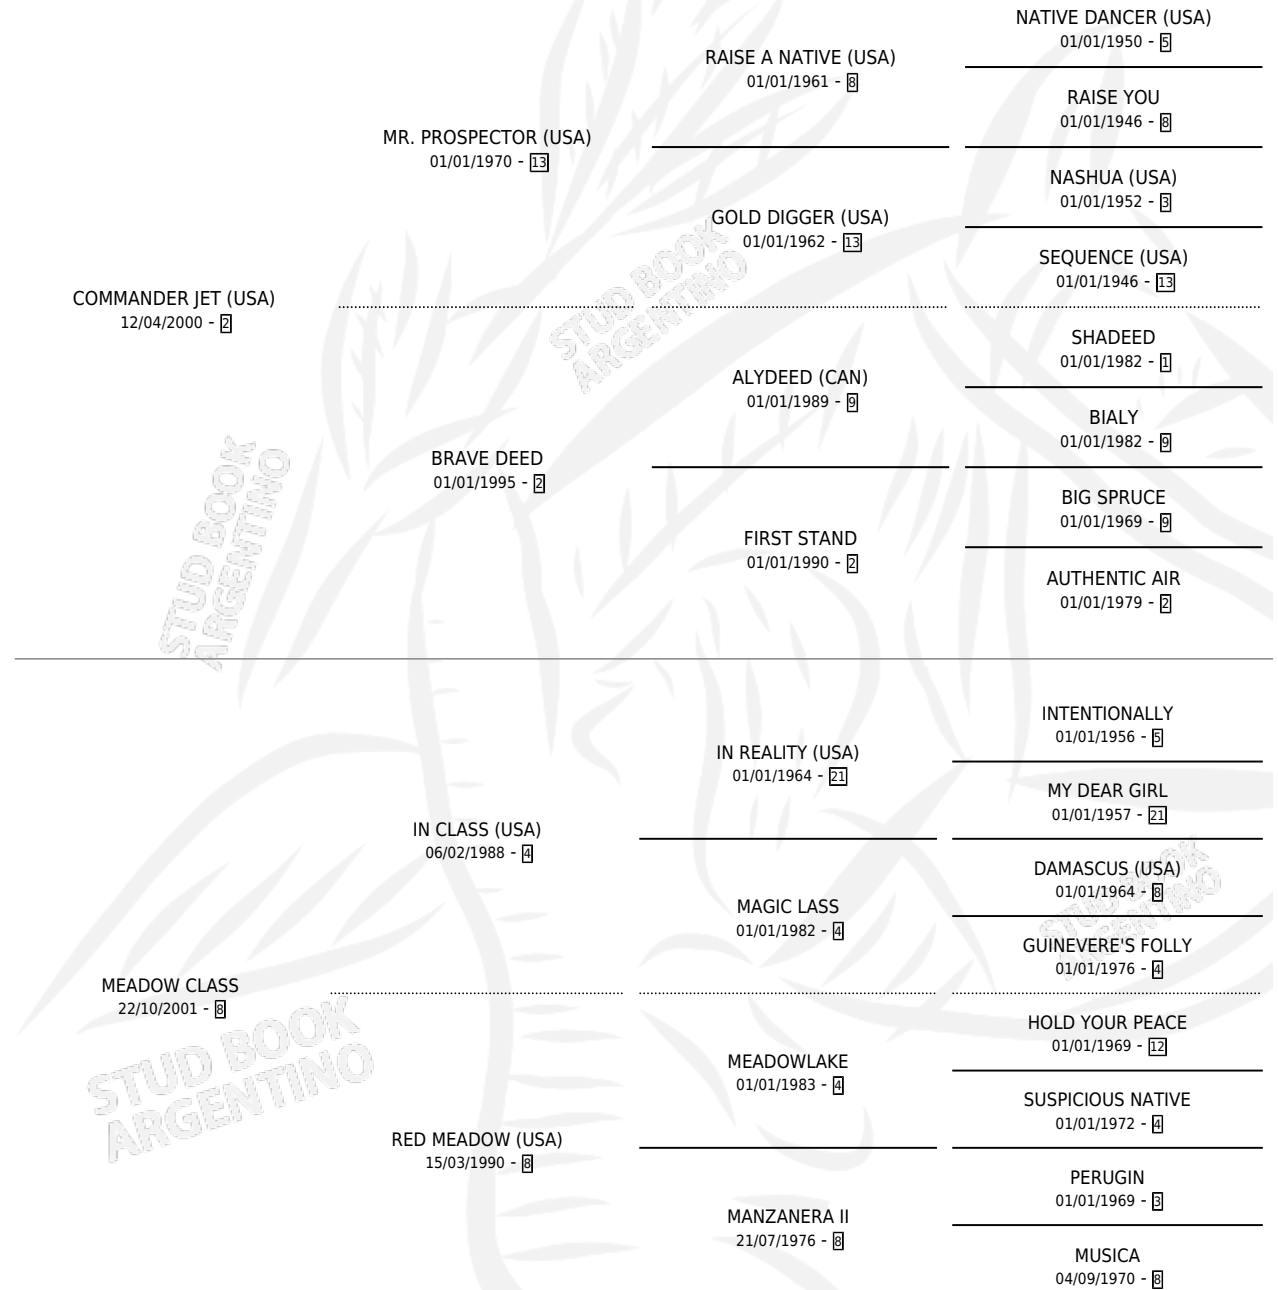 NATIVE DANCER (USA)
01/01/1950 - 5
RAISE A NATIVE (USA)
01/01/1961 - 8
RAISE YOU
01/01/1946 - 8
MR. PROSPECTOR (USA)
01/01/1970 - 13
NASHUA (USA)
01/01/1952 - 3
GOLD DIGGER (USA)
01/01/1962 - 13
SEQUENCE (USA)
01/01/1946 - 13
COMMANDER JET (USA)
12/04/2000 - 2
STUD BOOK
ARGENTINO
SHADEED
01/01/1982 - 1
ALYDEED (CAN)
01/01/1989 - 9
BIALY
01/01/1982 - 9
BRAVE DEED
01/01/1995 - 2
BIG SPRUCE
01/01/1969 - 9
FIRST STAND
01/01/1990 - 2
AUTHENTIC AIR
01/01/1979 - 2
STUD BOOK
ARGENTINO
INTENTIONALLY
01/01/1956 - 5
IN REALITY (USA)
01/01/1964 - 21
MY DEAR GIRL
01/01/1957 - 21
IN CLASS (USA)
06/02/1988 - 4
DAMASCUS (USA)
01/01/1964 - 8
MAGIC LASS
01/01/1982 - 4
GUINEVERE'S FOLLY
01/01/1976 - 4
STUD BOOK
ARGENTINO
MEADOW CLASS
22/10/2001 - 8
HOLD YOUR PEACE
01/01/1969 - 12
MEADOWLAKE
01/01/1983 - 4
SUSPICIOUS NATIVE
01/01/1972 - 4
STUD BOOK
ARGENTINO
RED MEADOW (USA)
15/03/1990 - 8
PERUGIN
01/01/1969 - 3
MANZANERA II
21/07/1976 - 8
MUSICA
04/09/1970 - 8